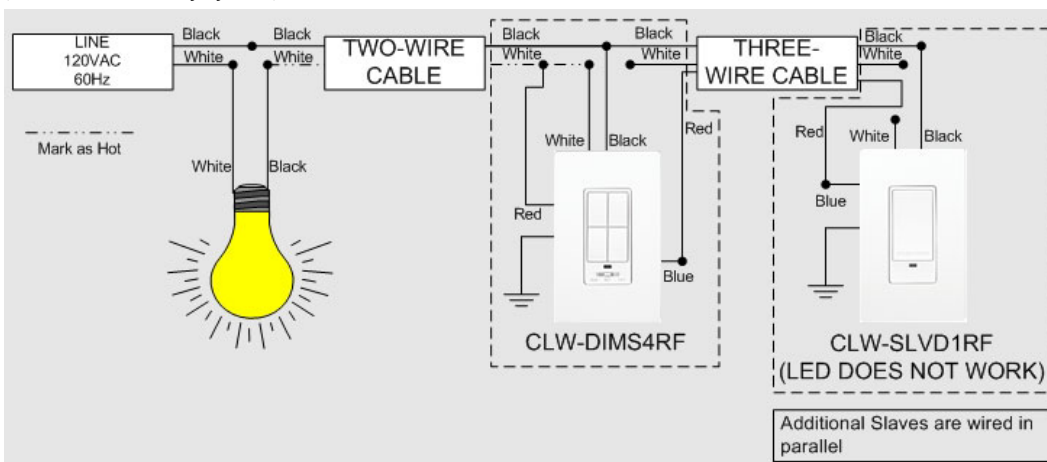 Black
Black
Black
Black
Black
LINE
120VAC
60Hz
White
White
TWO-WIRE
CABLE
White
White
THREE-
WIRE CABLE
White
Mark as Hot
White
Black
White
Black
Red
Red
White
Black
Red
Blue
Blue
CLW-DIMS4RF
CLW-SLVD1RF
(LED DOES NOT WORK)
Additional Slaves are wired in
parallel